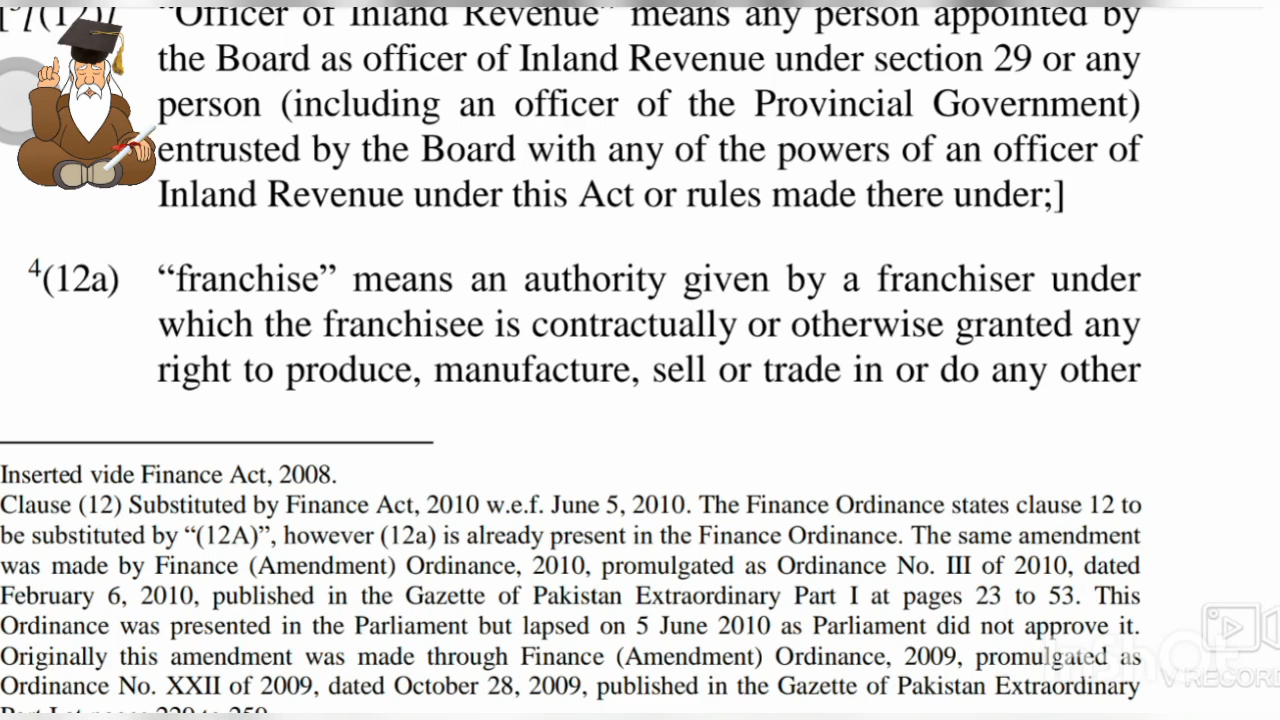 [³[(12)] “Officer of Inland Revenue” means any person appointed by
the Board as officer of Inland Revenue under section 29 or any
person (including an officer of the Provincial Government)
entrusted by the Board with any of the powers of an officer of
Inland Revenue under this Act or rules made there under;]
⁴(12a) “franchise” means an authority given by a franchiser under
which the franchisee is contractually or otherwise granted any
right to produce, manufacture, sell or trade in or do any other
Inserted vide Finance Act, 2008.
Clause (12) Substituted by Finance Act, 2010 w.e.f. June 5, 2010. The Finance Ordinance states clause 12 to
be substituted by “(12A)”, however (12a) is already present in the Finance Ordinance. The same amendment
was made by Finance (Amendment) Ordinance, 2010, promulgated as Ordinance No. III of 2010, dated
February 6, 2010, published in the Gazette of Pakistan Extraordinary Part I at pages 23 to 53. This
Ordinance was presented in the Parliament but lapsed on 5 June 2010 as Parliament did not approve it.
Originally this amendment was made through Finance (Amendment) Ordinance, 2009, promulgated as
Ordinance No. XXII of 2009, dated October 28, 2009, published in the Gazette of Pakistan Extraordinary
V RECORD